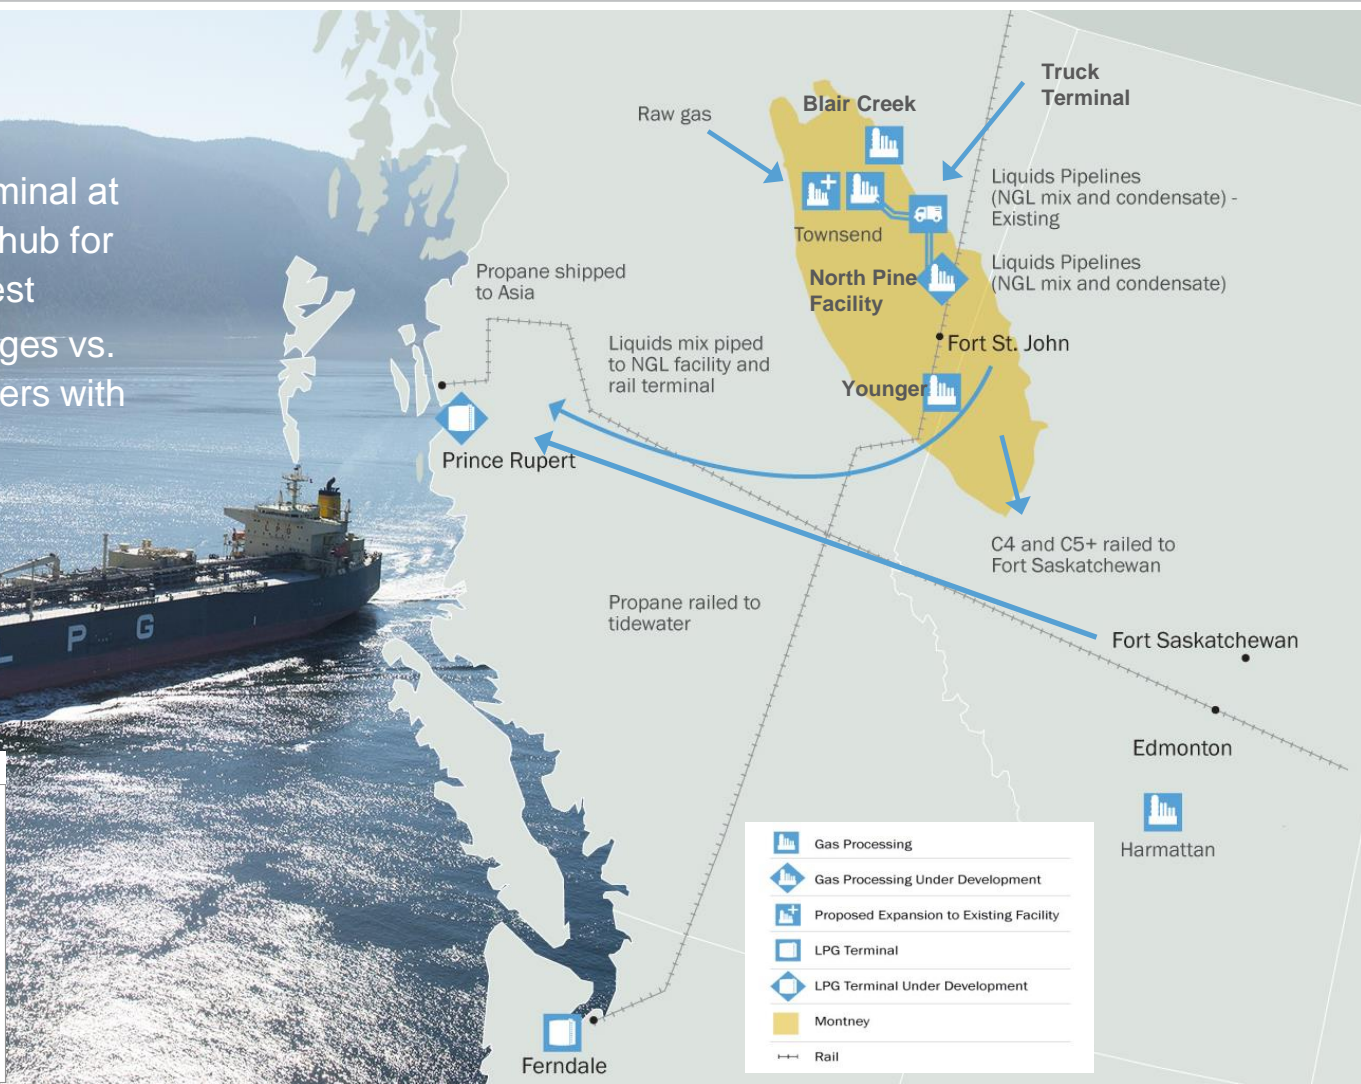 minal at
hub for
est
ges vs.
ers with
L P G
LPG
Raw gas
Blair Creek
Truck
Terminal
Townsend
Liquids Pipelines
(NGL mix and condensate) -
Existing
North Pine
Facility
Liquids Pipelines
(NGL mix and condensate)
Propane shipped
to Asia
Liquids mix piped
to NGL facility and
rail terminal
Fort St. John
Younger
Prince Rupert
C4 and C5+ railed to
Fort Saskatchewan
Propane railed to
tidewater
Fort Saskatchewan
Edmonton
Harmattan
Ferndale
Gas Processing
Gas Processing Under Development
Proposed Expansion to Existing Facility
LPG Terminal
LPG Terminal Under Development
Montney
Rail